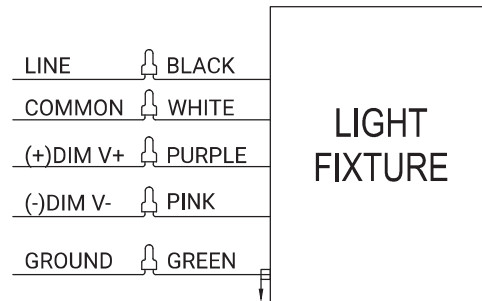 LINE BLACK
COMMON WHITE
(+)DIM V+ PURPLE
(-)DIM V- PINK
GROUND GREEN
LIGHT
FIXTURE